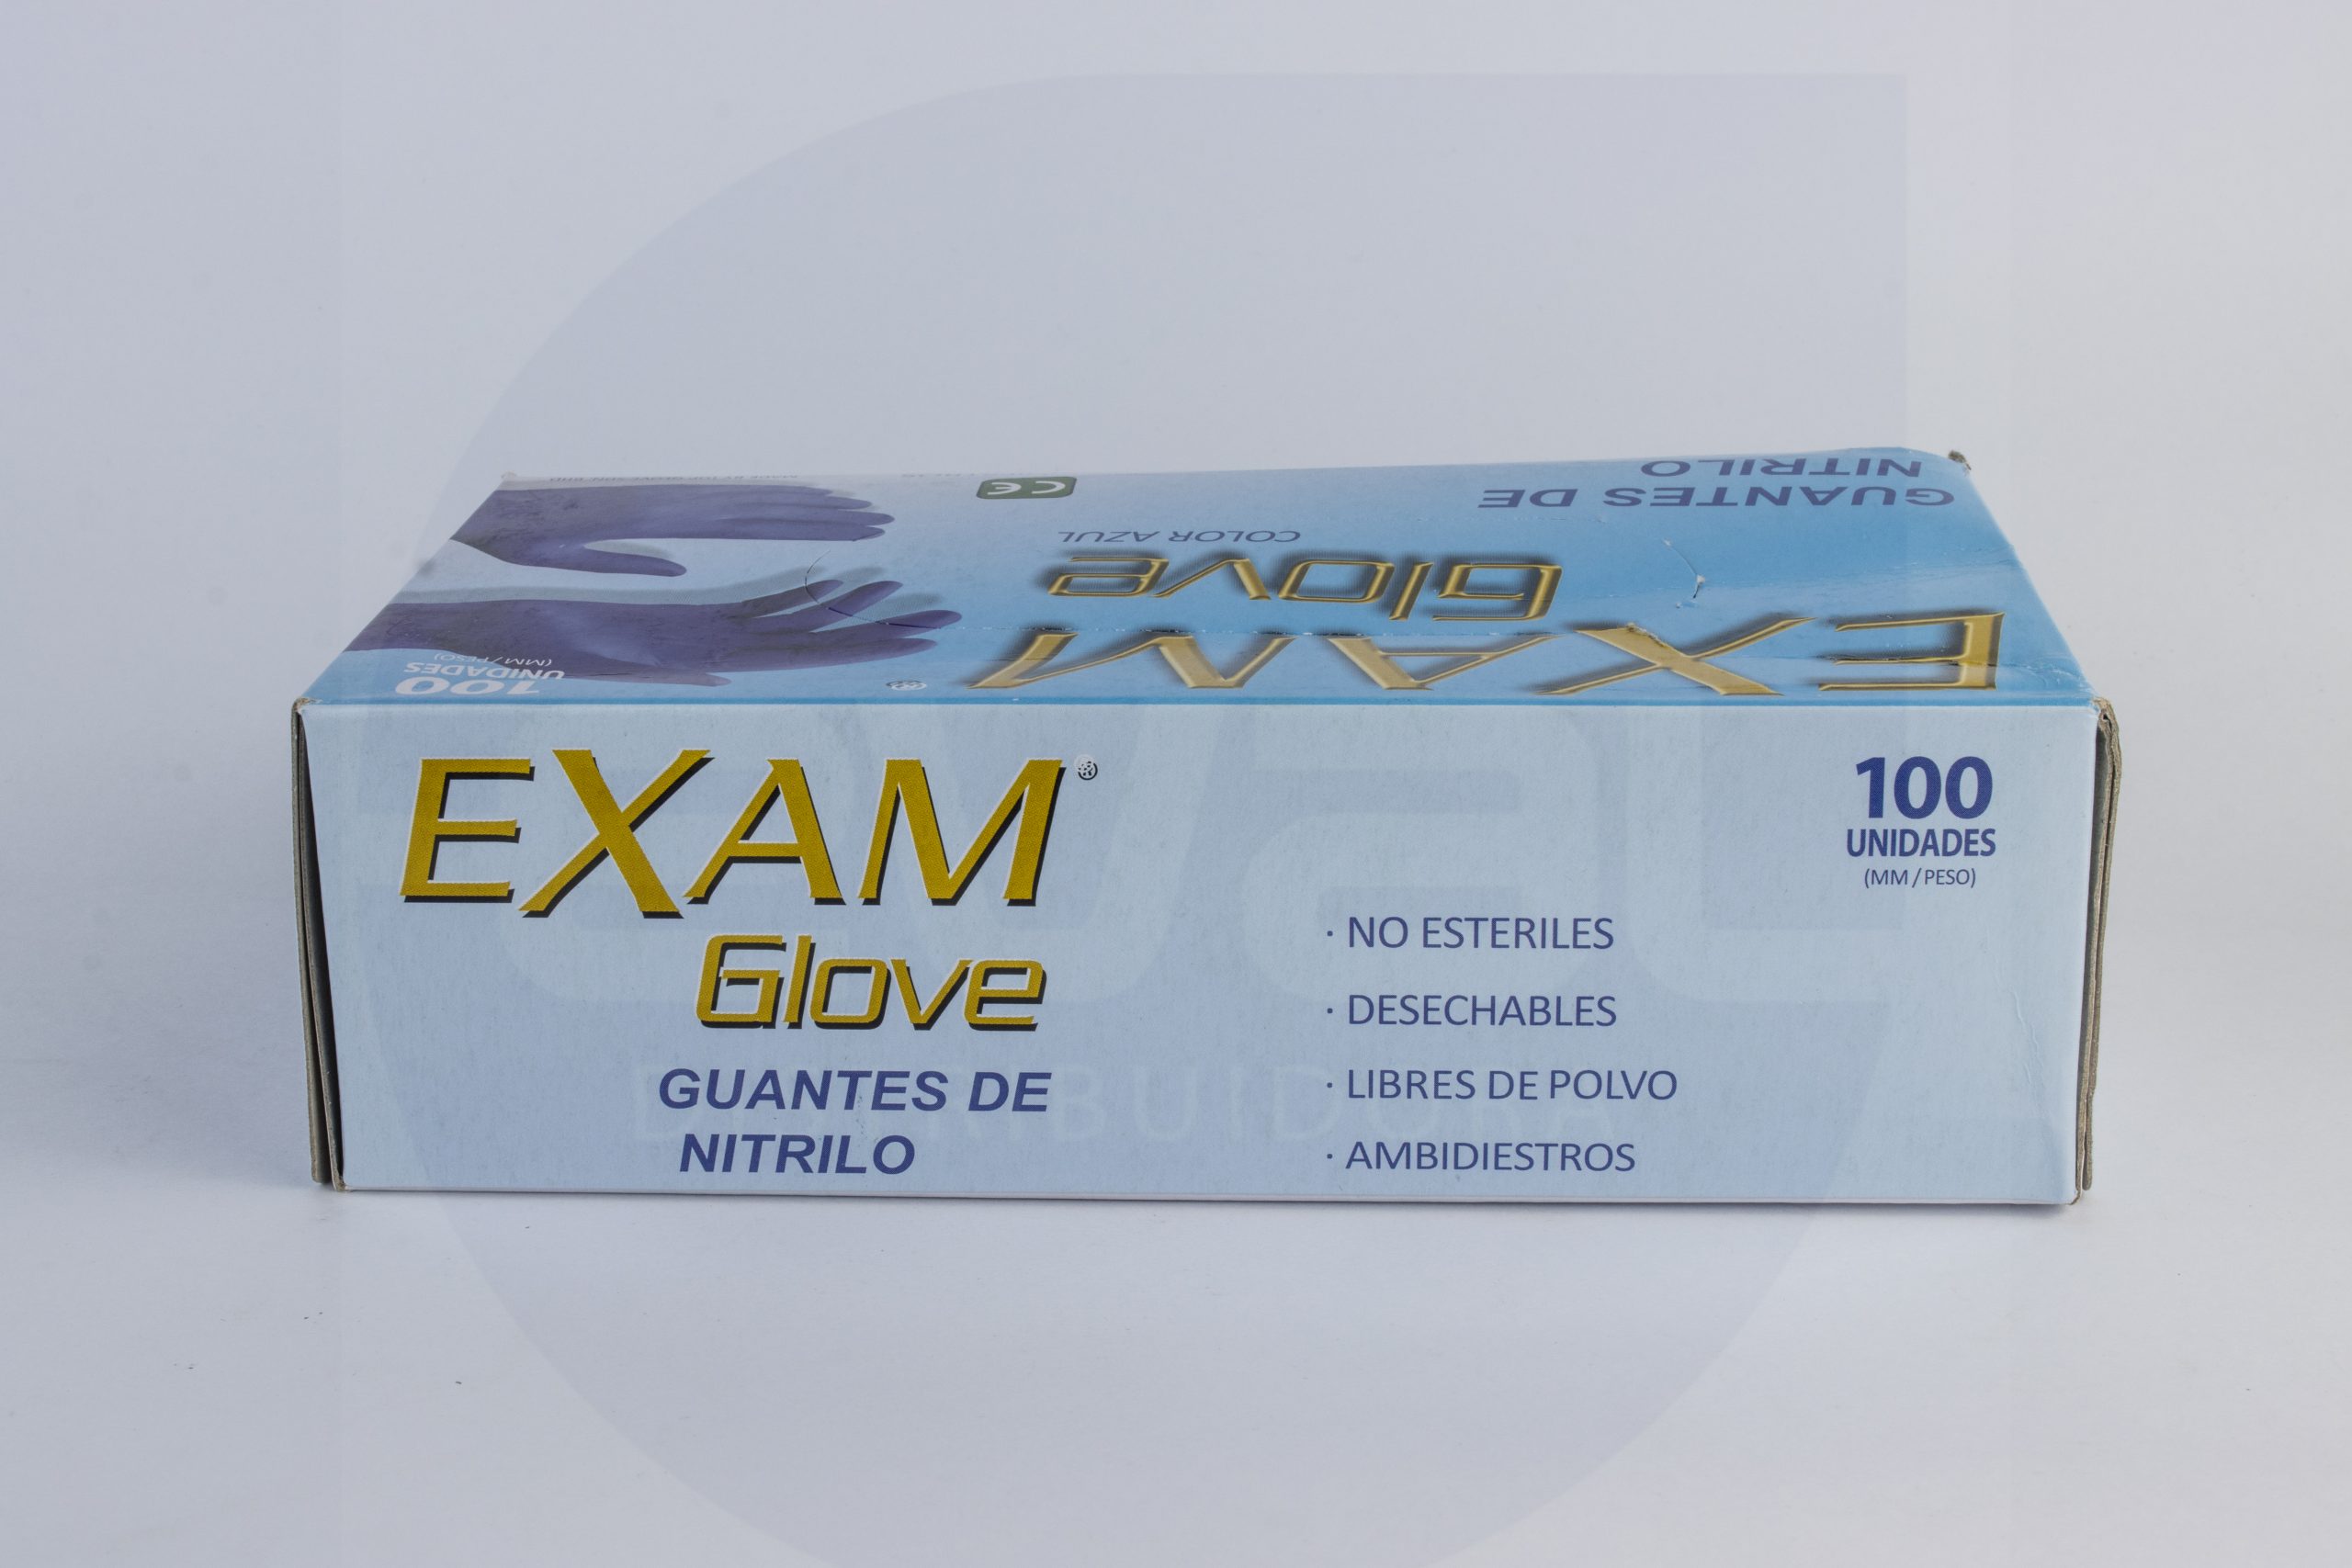 GUANTES DE
NITRILO
COLOR AZUL
EXAM
Glove
®
CE
100
UNIDADES
(MM/PESO)
EXAM®
Glove
GUANTES DE
NITRILO
100
UNIDADES
(MM/PESO)
· NO ESTERILES
· DESECHABLES
· LIBRES DE POLVO
· AMBIDIESTROS
DISTRIBUIDORA